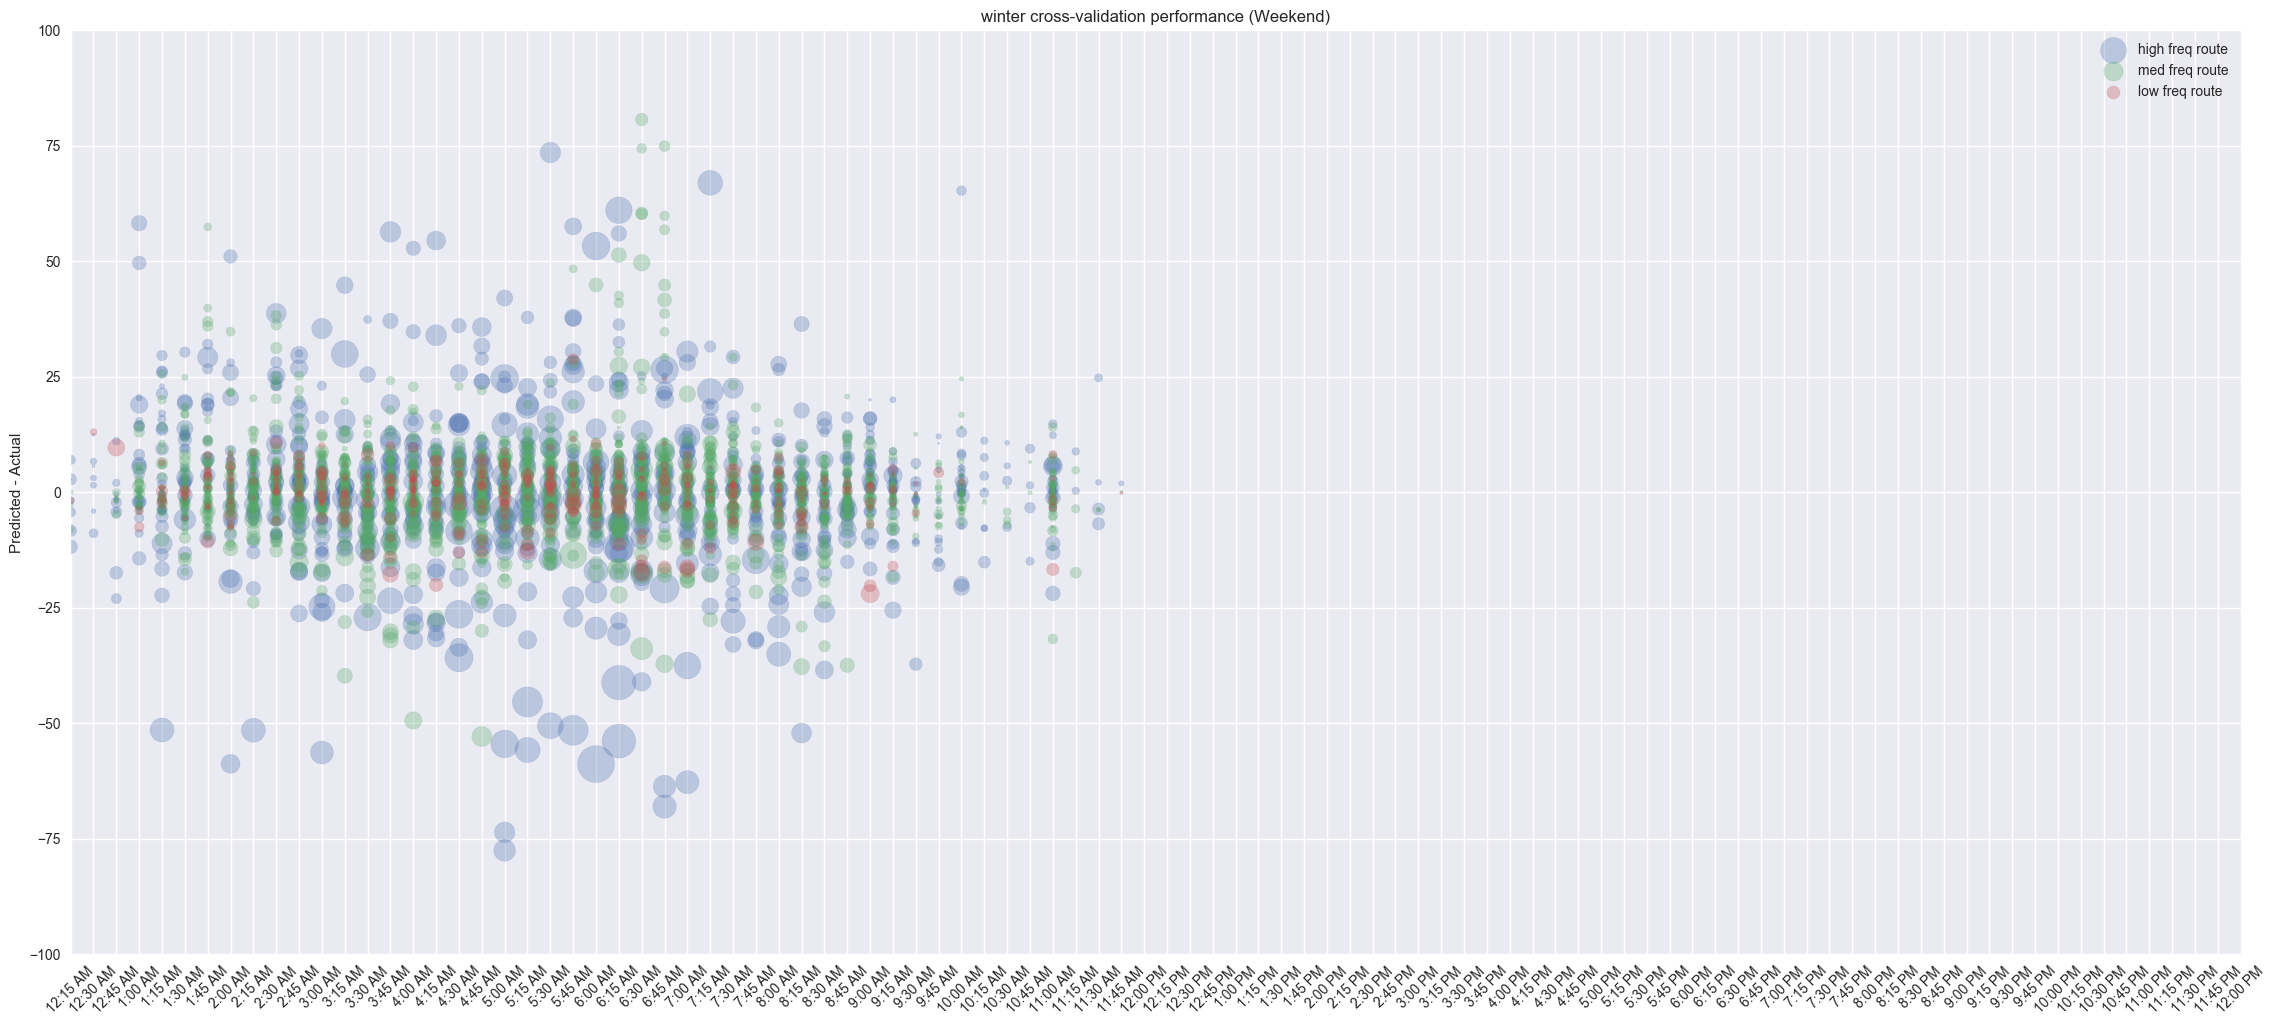 winter cross-validation performance (Weekend)
high freq route
med freq route
low freq route
Predicted - Actual
100
75
50
25
0
−25
−50
−75
−100
12:15 AM
12:30 AM
12:45 AM
1:00 AM
1:15 AM
1:30 AM
1:45 AM
2:00 AM
2:15 AM
2:30 AM
2:45 AM
3:00 AM
3:15 AM
3:30 AM
3:45 AM
4:00 AM
4:15 AM
4:30 AM
4:45 AM
5:00 AM
5:15 AM
5:30 AM
5:45 AM
6:00 AM
6:15 AM
6:30 AM
6:45 AM
7:00 AM
7:15 AM
7:30 AM
7:45 AM
8:00 AM
8:15 AM
8:30 AM
8:45 AM
9:00 AM
9:15 AM
9:30 AM
9:45 AM
10:00 AM
10:15 AM
10:30 AM
10:45 AM
11:00 AM
11:15 AM
11:30 AM
11:45 AM
12:00 PM
12:15 PM
12:30 PM
12:45 PM
1:00 PM
1:15 PM
1:30 PM
1:45 PM
2:00 PM
2:15 PM
2:30 PM
2:45 PM
3:00 PM
3:15 PM
3:30 PM
3:45 PM
4:00 PM
4:15 PM
4:30 PM
4:45 PM
5:00 PM
5:15 PM
5:30 PM
5:45 PM
6:00 PM
6:15 PM
6:30 PM
6:45 PM
7:00 PM
7:15 PM
7:30 PM
7:45 PM
8:00 PM
8:15 PM
8:30 PM
8:45 PM
9:00 PM
9:15 PM
9:30 PM
9:45 PM
10:00 PM
10:15 PM
10:30 PM
10:45 PM
11:00 PM
11:15 PM
11:30 PM
11:45 PM
12:00 PM